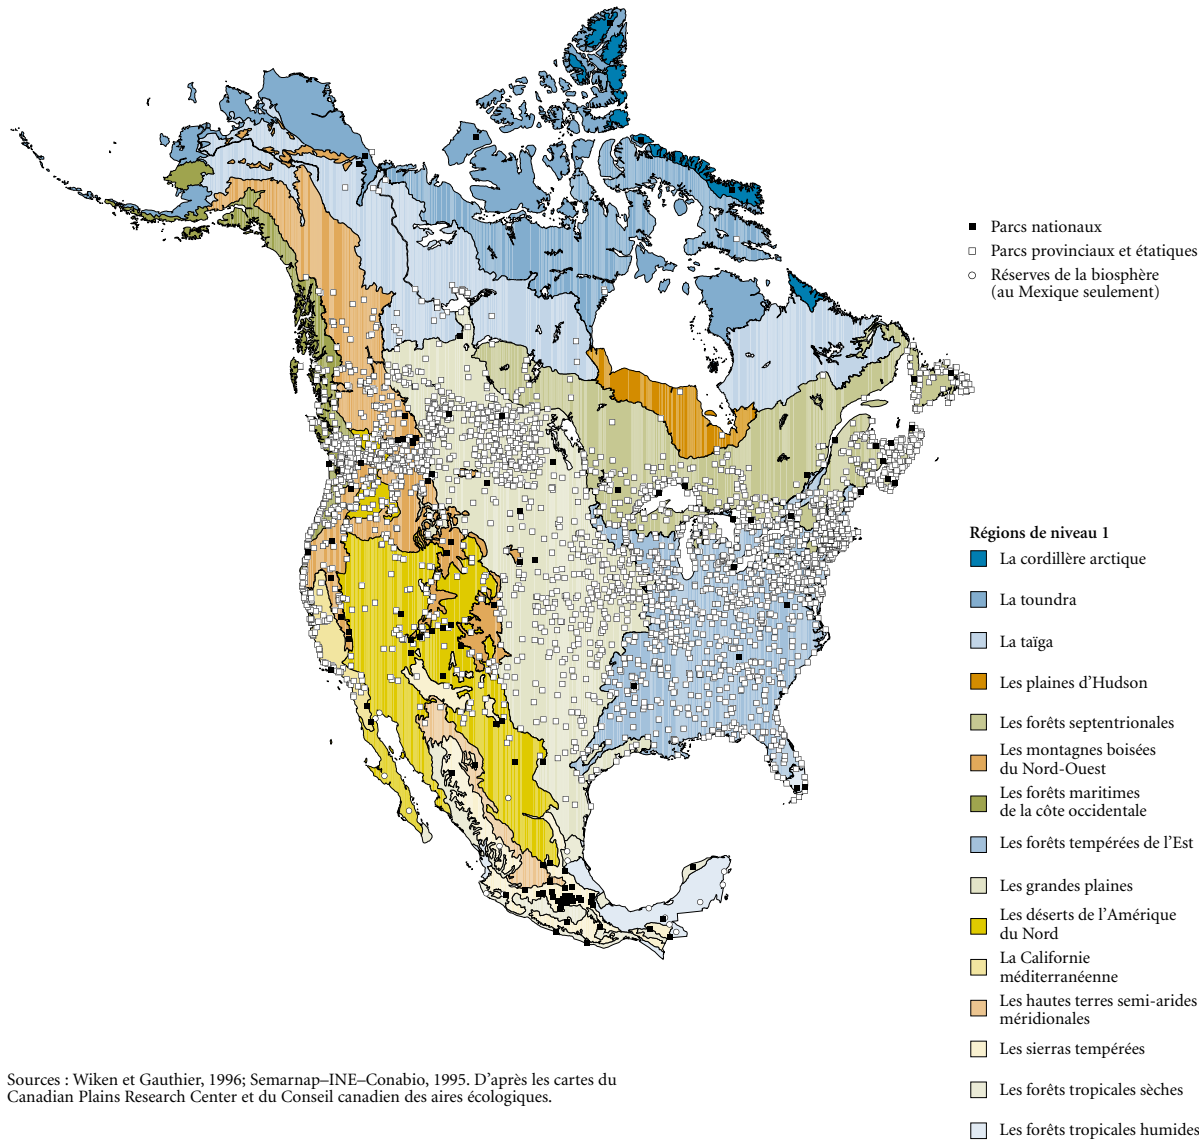 Parcs nationaux
Parcs provinciaux et étatiques
Réserves de la biosphère
(au Mexique seulement)
Régions de niveau 1
La cordillère arctique
La toundra
La taïga
Les plaines d’Hudson
Les forêts septentrionales
Les montagnes boisées
du Nord-Ouest
Les forêts maritimes
de la côte occidentale
Les forêts tempérées de l’Est
Les grandes plaines
Les déserts de l’Amérique
du Nord
La Californie
méditerranéenne
Les hautes terres semi-arides
méridionales
Les sierras tempérées
Les forêts tropicales sèches
Les forêts tropicales humides
Sources : Wiken et Gauthier, 1996; Semarnap–INE–Conabio, 1995. D’après les cartes du
Canadian Plains Research Center et du Conseil canadien des aires écologiques.